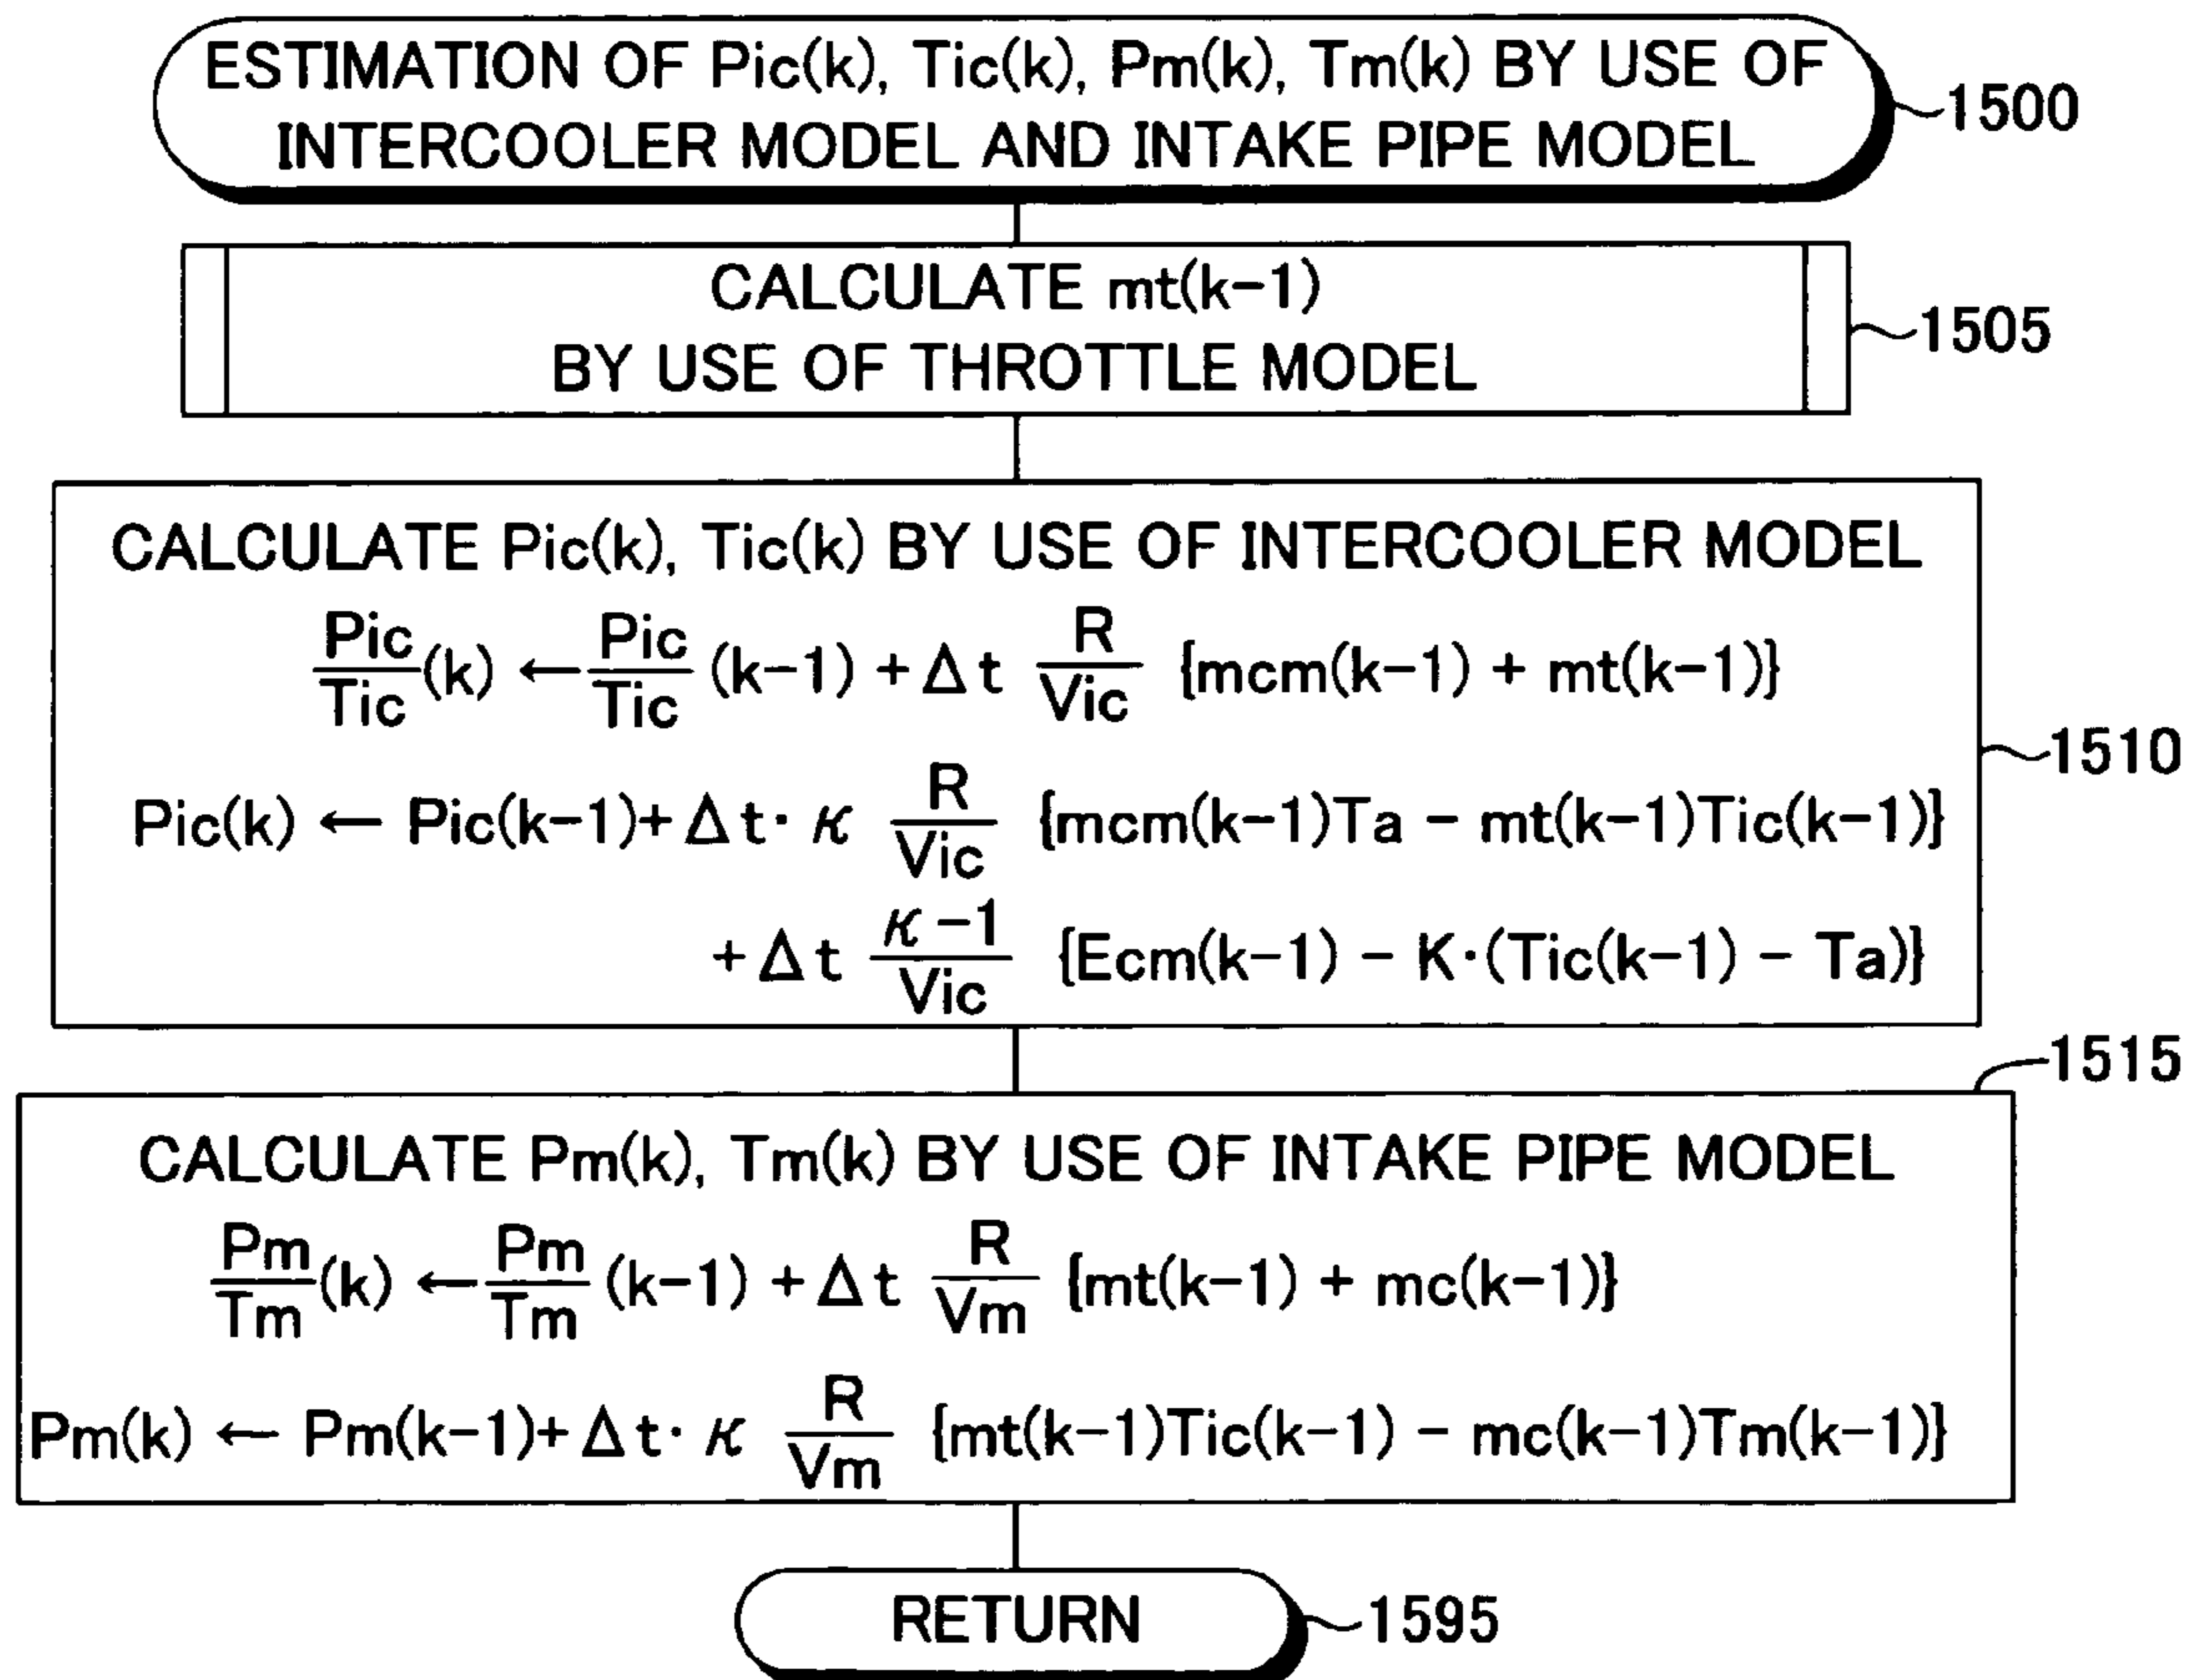 ESTIMATION OF Pic(k), Tic(k), Pm(k), Tm(k) BY USE OF
INTERCOOLER MODEL AND INTAKE PIPE MODEL
1500
CALCULATE mt(k−1)
BY USE OF THROTTLE MODEL
1505
CALCULATE Pic(k), Tic(k) BY USE OF INTERCOOLER MODEL
Pic/Tic (k) ← Pic/Tic (k−1) + Δt R/Vic {mcm(k−1) + mt(k−1)}
Pic(k) ← Pic(k−1)+Δt· κ R/Vic {mcm(k−1)Ta − mt(k−1)Tic(k−1)}
+Δt κ−1/Vic {Ecm(k−1) − K·(Tic(k−1) − Ta)}
1510
1515
CALCULATE Pm(k), Tm(k) BY USE OF INTAKE PIPE MODEL
Pm/Tm (k) ← Pm/Tm (k−1) + Δt R/Vm {mt(k−1) + mc(k−1)}
Pm(k) ← Pm(k−1)+Δt· κ R/Vm {mt(k−1)Tic(k−1) − mc(k−1)Tm(k−1)}
RETURN
1595